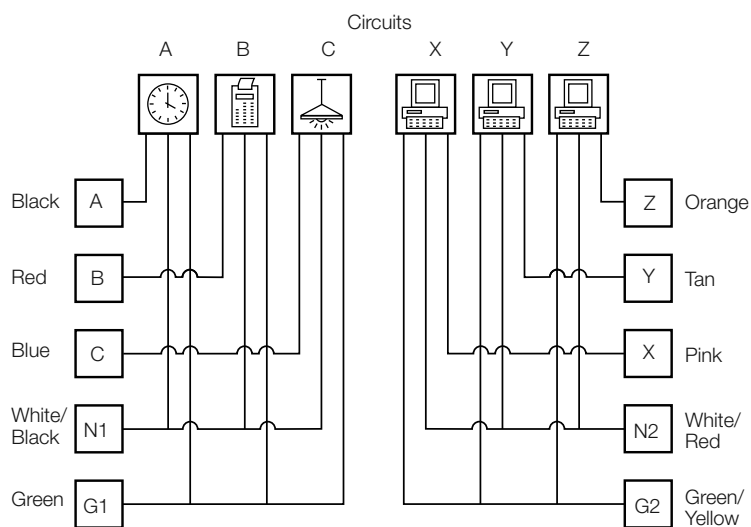 Circuits
A B C X Y Z
Black A Z Orange
Red B Y Tan
Blue C X Pink
White/
Black N1 N2 White/
Red
Green G1 G2 Green/
Yellow